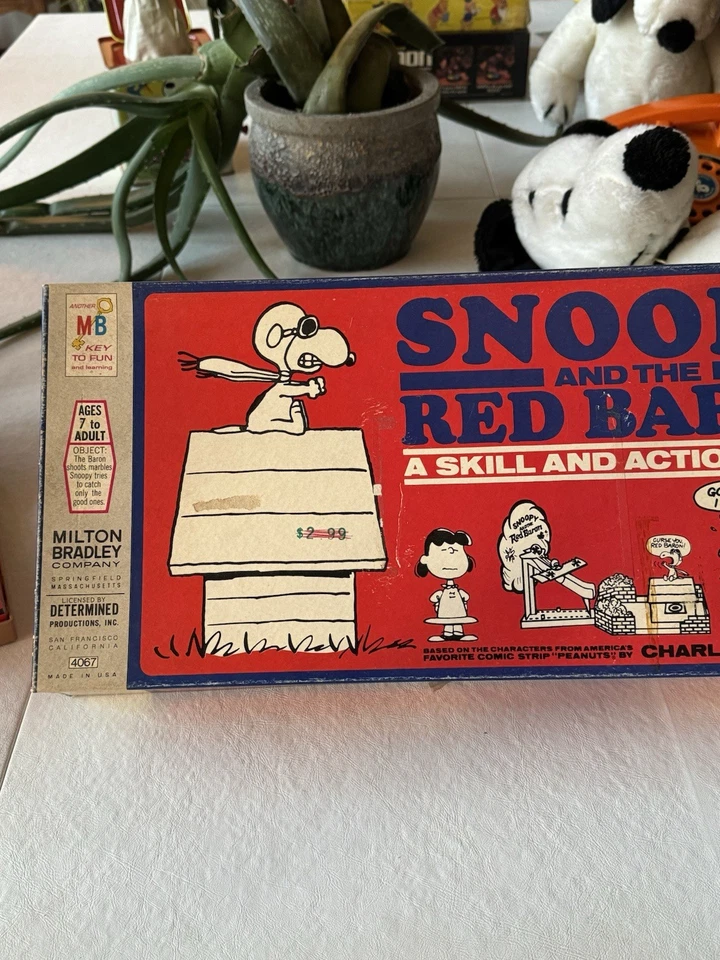 ANOTHER
MB
KEY
TO FUN
and learning
AGES
7 to
ADULT
OBJECT:
The Baron
shoots marbles
Snoopy tries
to catch
only the
good ones.
MILTON
BRADLEY
COMPANY
SPRINGFIELD
MASSACHUSETTS
LICENSED BY
DETERMINED
PRODUCTIONS, INC.
SAN FRANCISCO
CALIFORNIA
4067
MADE IN USA
$2.99
SNOO
AND THE
RED BA
A SKILL AND ACTIO
SNOOPY
Red Baron
CURSE YOU,
RED BARON!
GO
BASED ON THE CHARACTERS FROM AMERICA'S
FAVORITE COMIC STRIP "PEANUTS" BY CHARL